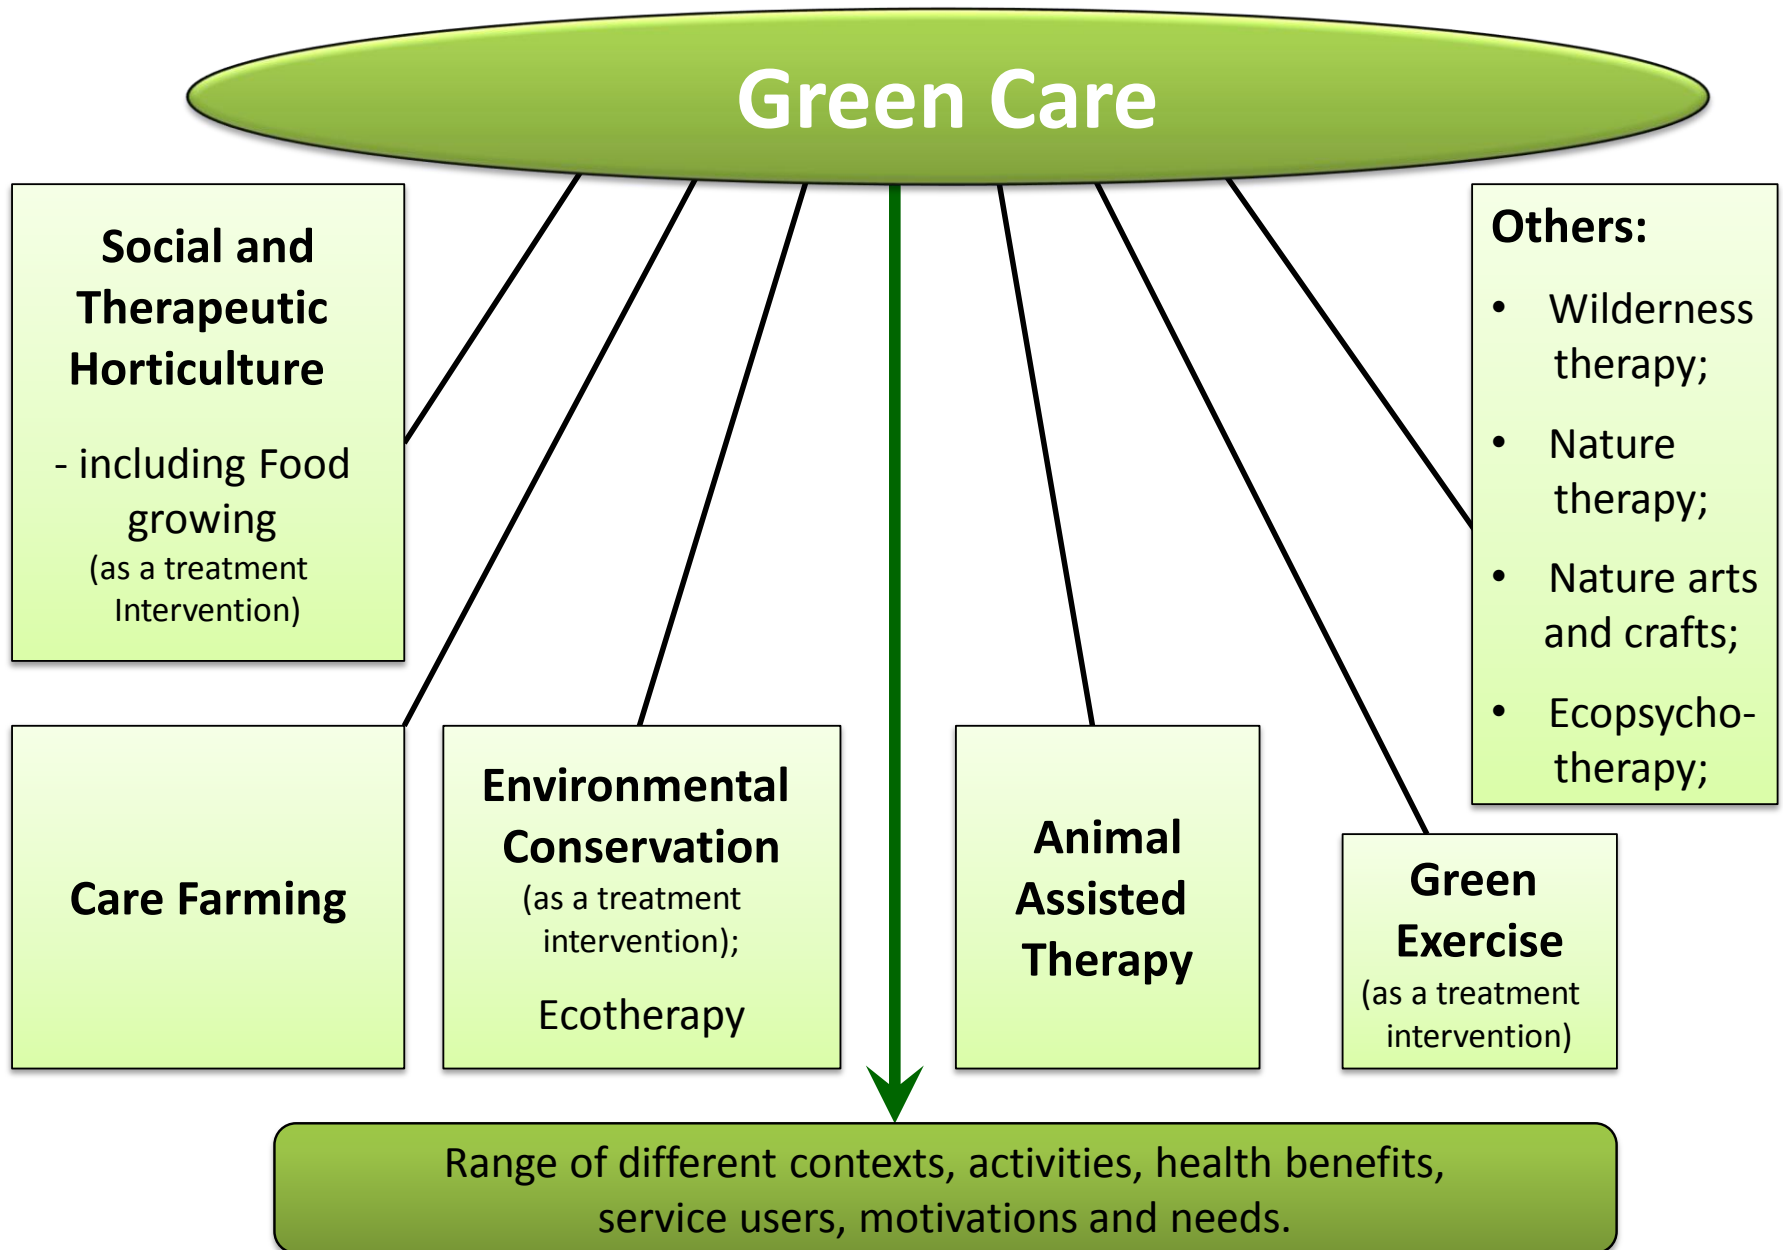 Green Care
Social and
Therapeutic
Horticulture
- including Food
growing
(as a treatment
Intervention)
Care Farming
Environmental
Conservation
(as a treatment
intervention);
Ecotherapy
Animal
Assisted
Therapy
Green
Exercise
(as a treatment
intervention)
Others:
• Wilderness
therapy;
• Nature
therapy;
• Nature arts
and crafts;
• Ecopsycho-
therapy;
Range of different contexts, activities, health benefits,
service users, motivations and needs.